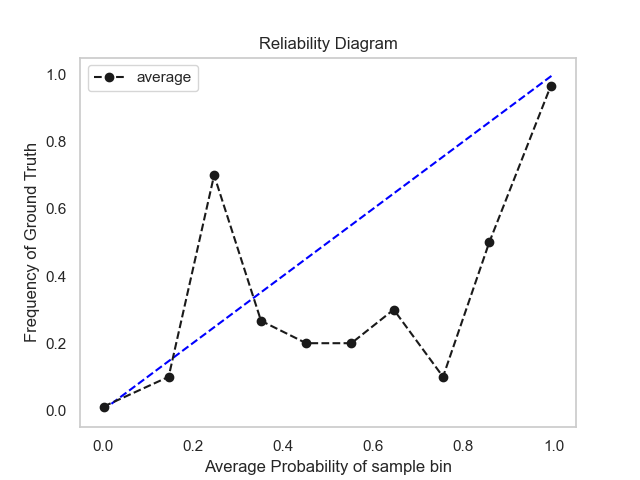 Reliability Diagram
average
Frequency of Ground Truth
1.0
0.8
0.6
0.4
0.2
0.0
0.0 0.2 0.4 0.6 0.8 1.0
Average Probability of sample bin